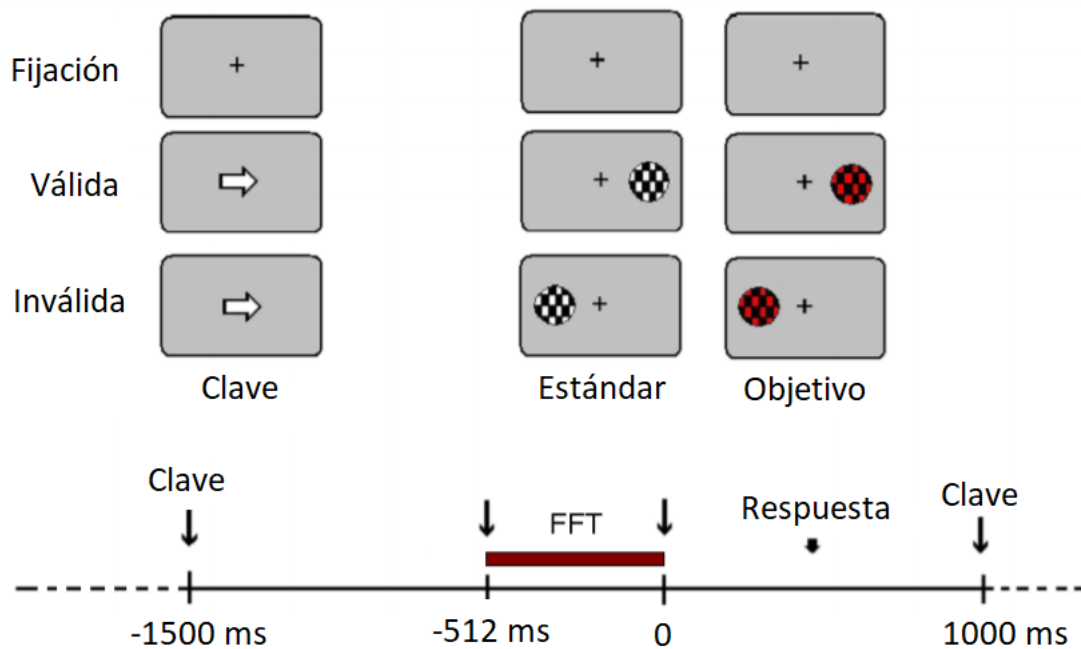 Fijación
Válida
Inválida
Clave
Estándar
Objetivo
Clave
FFT
Respuesta
Clave
-1500 ms
-512 ms
0
1000 ms